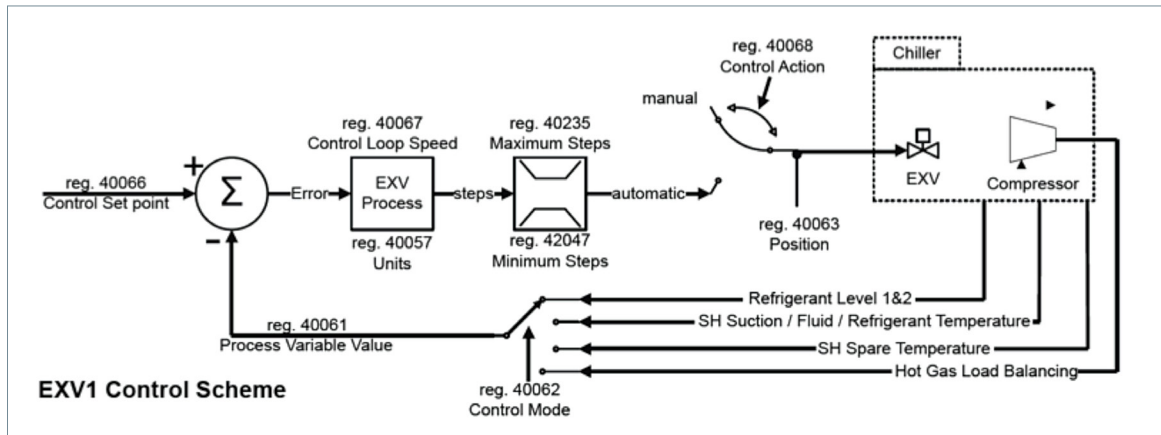 reg. 40068
Control Action
Chiller
manual
reg. 40067
Control Loop Speed
reg. 40235
Maximum Steps
+
reg. 40066
Control Set point
Σ
Error
EXV
Process
steps
automatic
EXV
Compressor
−
reg. 40057
Units
reg. 42047
Minimum Steps
reg. 40063
Position
Refrigerant Level 1&2
reg. 40061
Process Variable Value
SH Suction / Fluid / Refrigerant Temperature
SH Spare Temperature
Hot Gas Load Balancing
EXV1 Control Scheme
reg. 40062
Control Mode